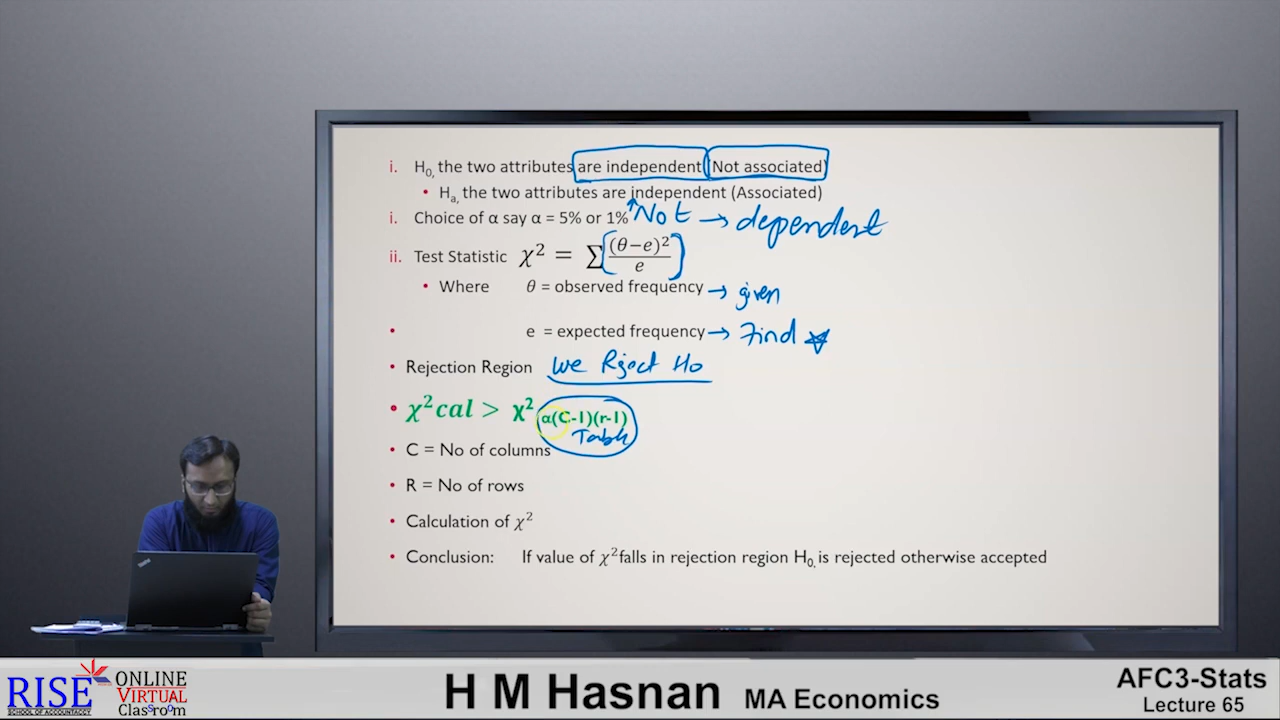 i. H0, the two attributes are independent (Not associated)
• Ha, the two attributes are independent (Associated)
Not → dependent
i. Choice of α say α = 5% or 1%
ii. Test Statistic χ² = ∑ (θ−e)²/e
• Where θ = observed frequency → given
• e = expected frequency → Find
• Rejection Region We Reject Ho
• χ²cal > χ² α(C-1)(r-1)
Table
• C = No of columns
• R = No of rows
• Calculation of χ²
• Conclusion: If value of χ² falls in rejection region H0, is rejected otherwise accepted
RISE
SCHOOL OF ACCOUNTANCY
ONLINE
VIRTUAL
Classroom
H M Hasnan MA Economics
AFC3-Stats
Lecture 65